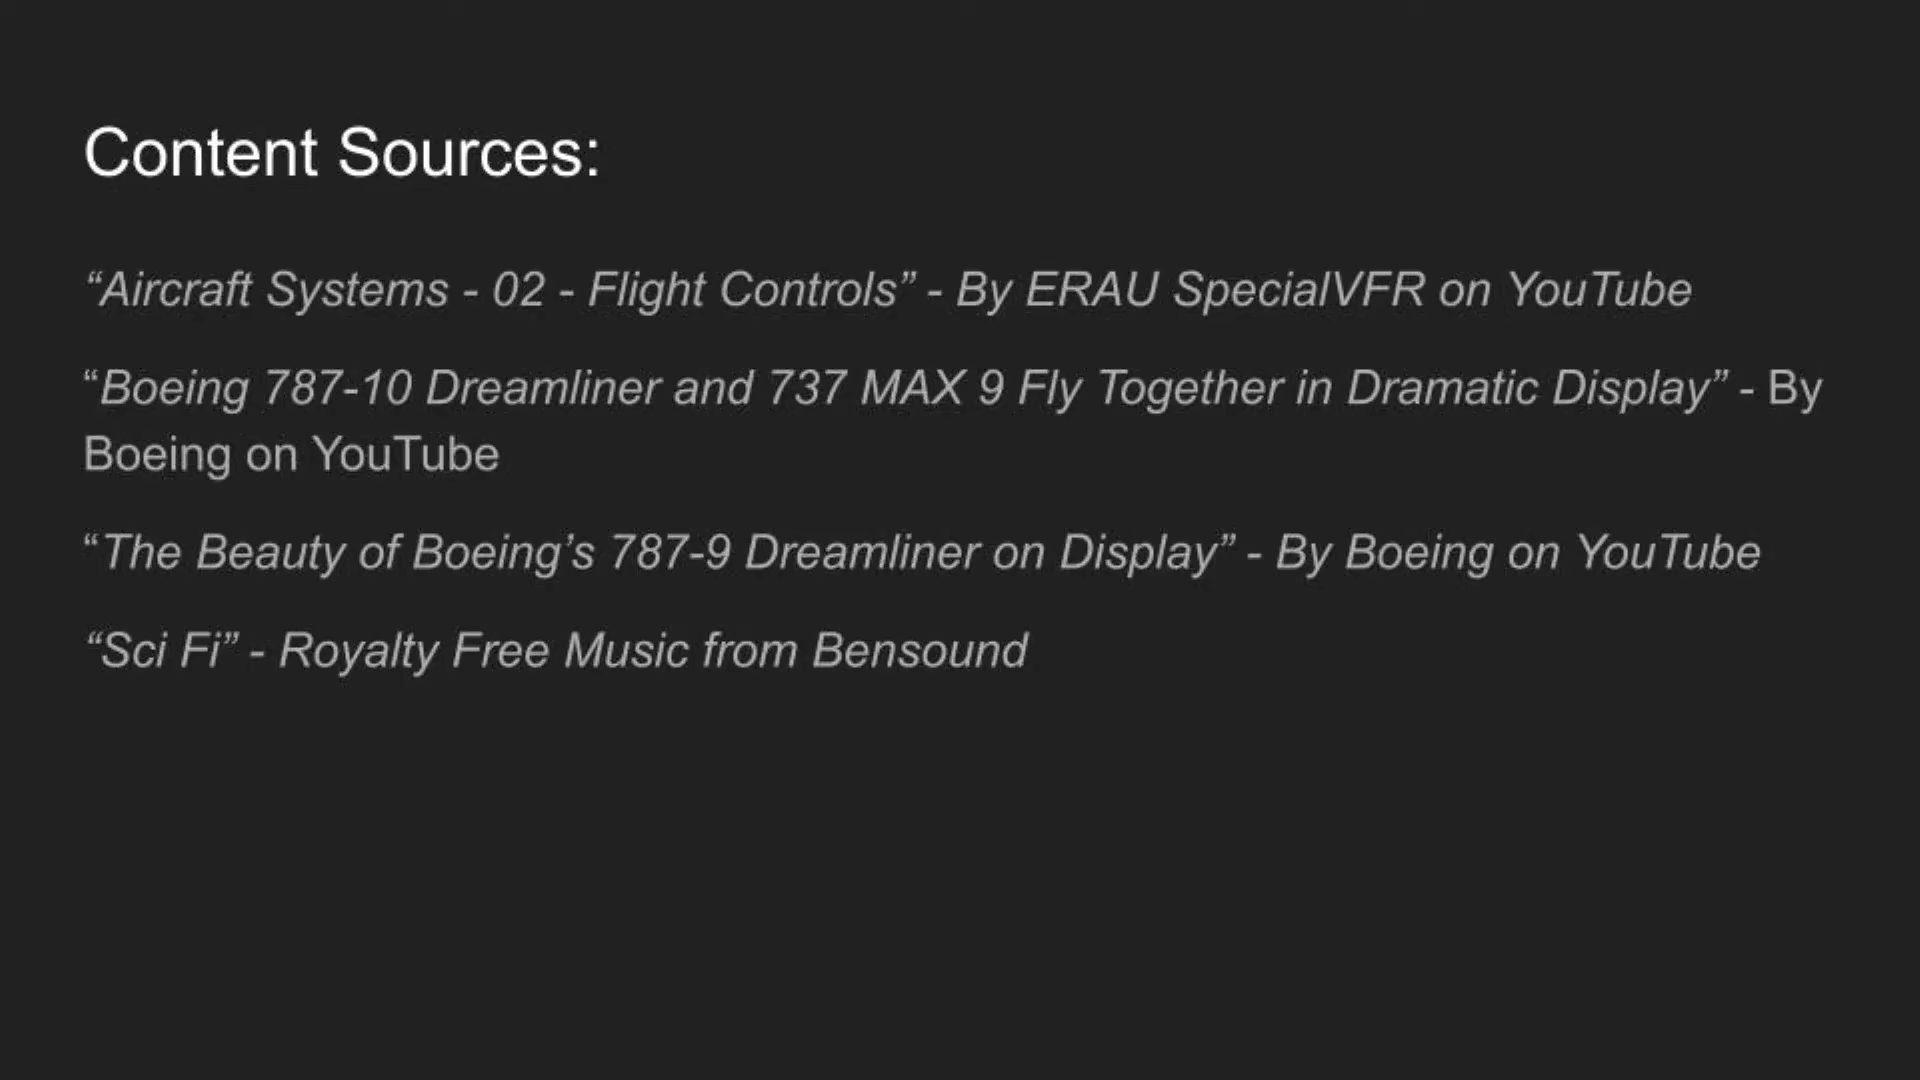 Content Sources:
“Aircraft Systems - 02 - Flight Controls” - By ERAU SpecialVFR on YouTube
“Boeing 787-10 Dreamliner and 737 MAX 9 Fly Together in Dramatic Display” - By
Boeing on YouTube
“The Beauty of Boeing’s 787-9 Dreamliner on Display” - By Boeing on YouTube
“Sci Fi” - Royalty Free Music from Bensound